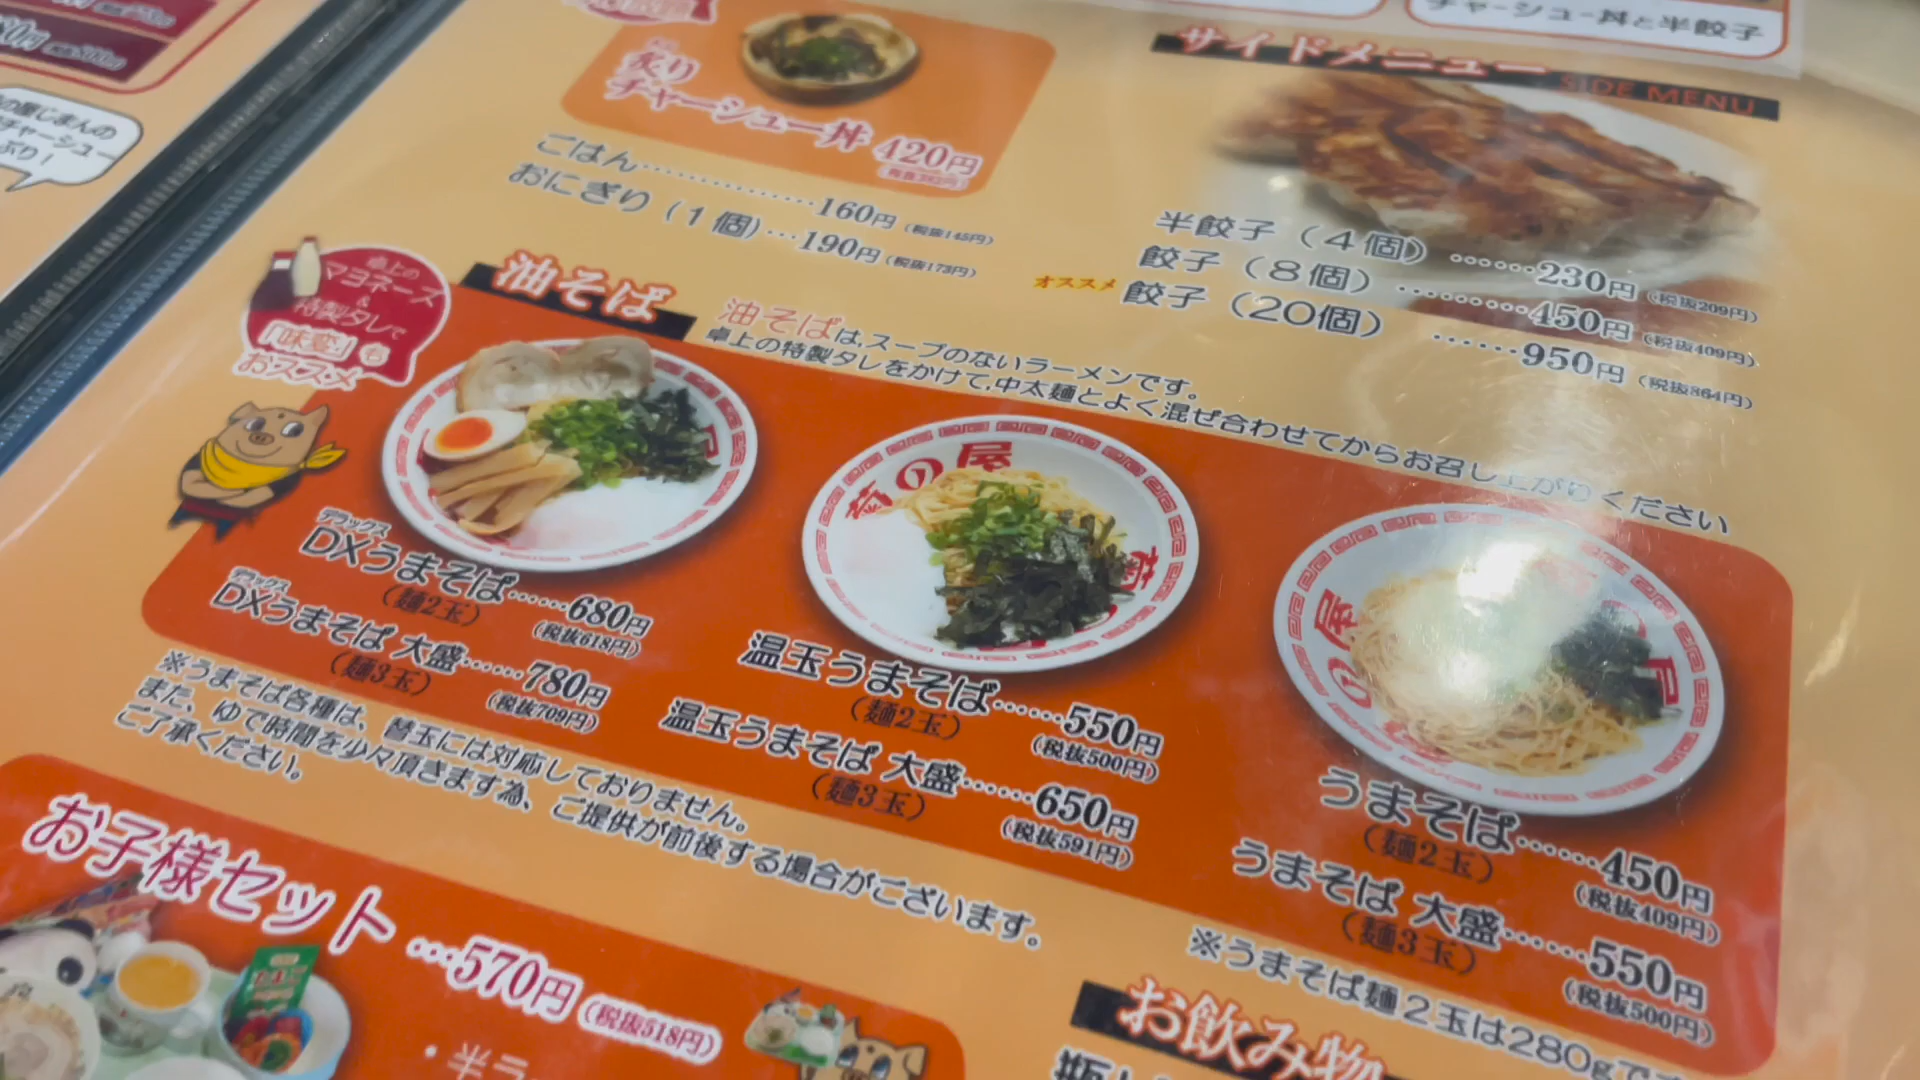 チャーシュー丼と半餃子
炙り
チャーシュー丼 420円
ごはん……………160円 (税抜145円)
おにぎり（1個）…190円 (税抜173円)
サイドメニュー SIDE MENU
半餃子（4個）……230円 (税抜209円)
餃子（8個）………450円 (税抜409円)
オススメ 餃子（20個）……950円 (税抜864円)
卓上の
マヨネーズ
&
特製タレで
「味変」も
おススメ
油そば
油そばは、スープのないラーメンです。
卓上の特製タレをかけて、中太麺とよく混ぜ合わせてからお召し上がりください
デラックス
DXうまそば……680円
(麺2玉) (税抜618円)
デラックス
DXうまそば 大盛……780円
(麺3玉) (税抜709円)
温玉うまそば……550円
(麺2玉) (税抜500円)
温玉うまそば 大盛……650円
(麺3玉) (税抜591円)
うまそば……450円
(麺2玉) (税抜409円)
うまそば 大盛……550円
(麺3玉) (税抜500円)
※うまそば各種は、替玉には対応しておりません。
また、ゆで時間を少々頂きます為、ご提供が前後する場合がございます。
ご了承ください。
※うまそば麺２玉は280gです
お子様セット…570円 (税抜518円)
お飲み物